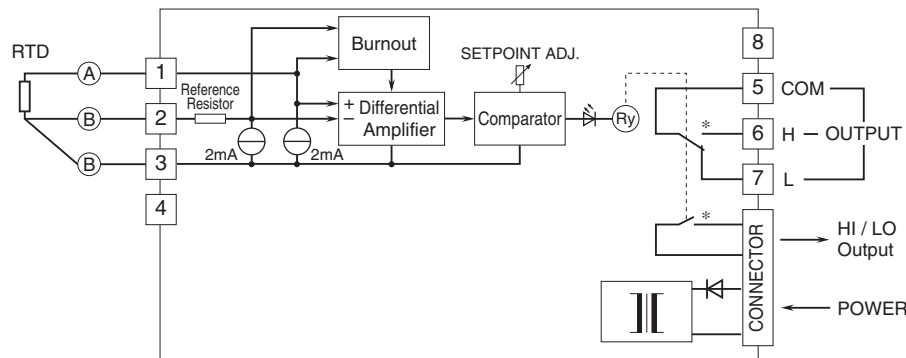 RTD
A
B
B
1
2
3
4
Reference
Resistor
2mA
2mA
Burnout
+
−
Differential
Amplifier
SETPOINT ADJ.
Comparator
Ry
*
*
8
5 COM
6 H OUTPUT
7 L
CONNECTOR
HI / LO
Output
POWER